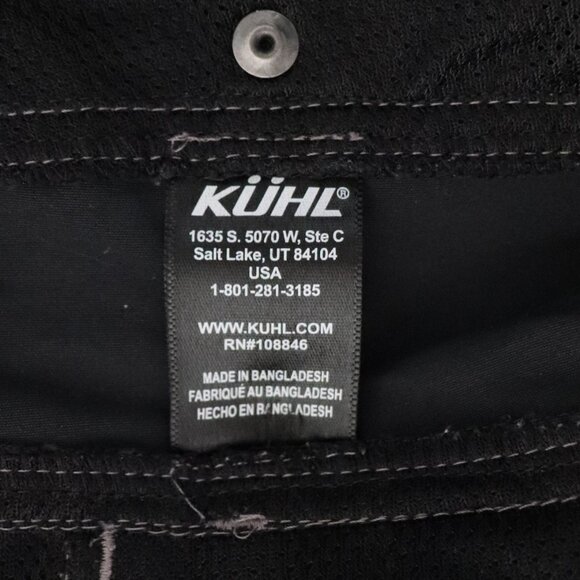 KÜHL®
1635 S. 5070 W, Ste C
Salt Lake, UT 84104
USA
1-801-281-3185
WWW.KUHL.COM
RN#108846
MADE IN BANGLADESH
FABRIQUÉ AU BANGLADESH
HECHO EN BANGLADESH